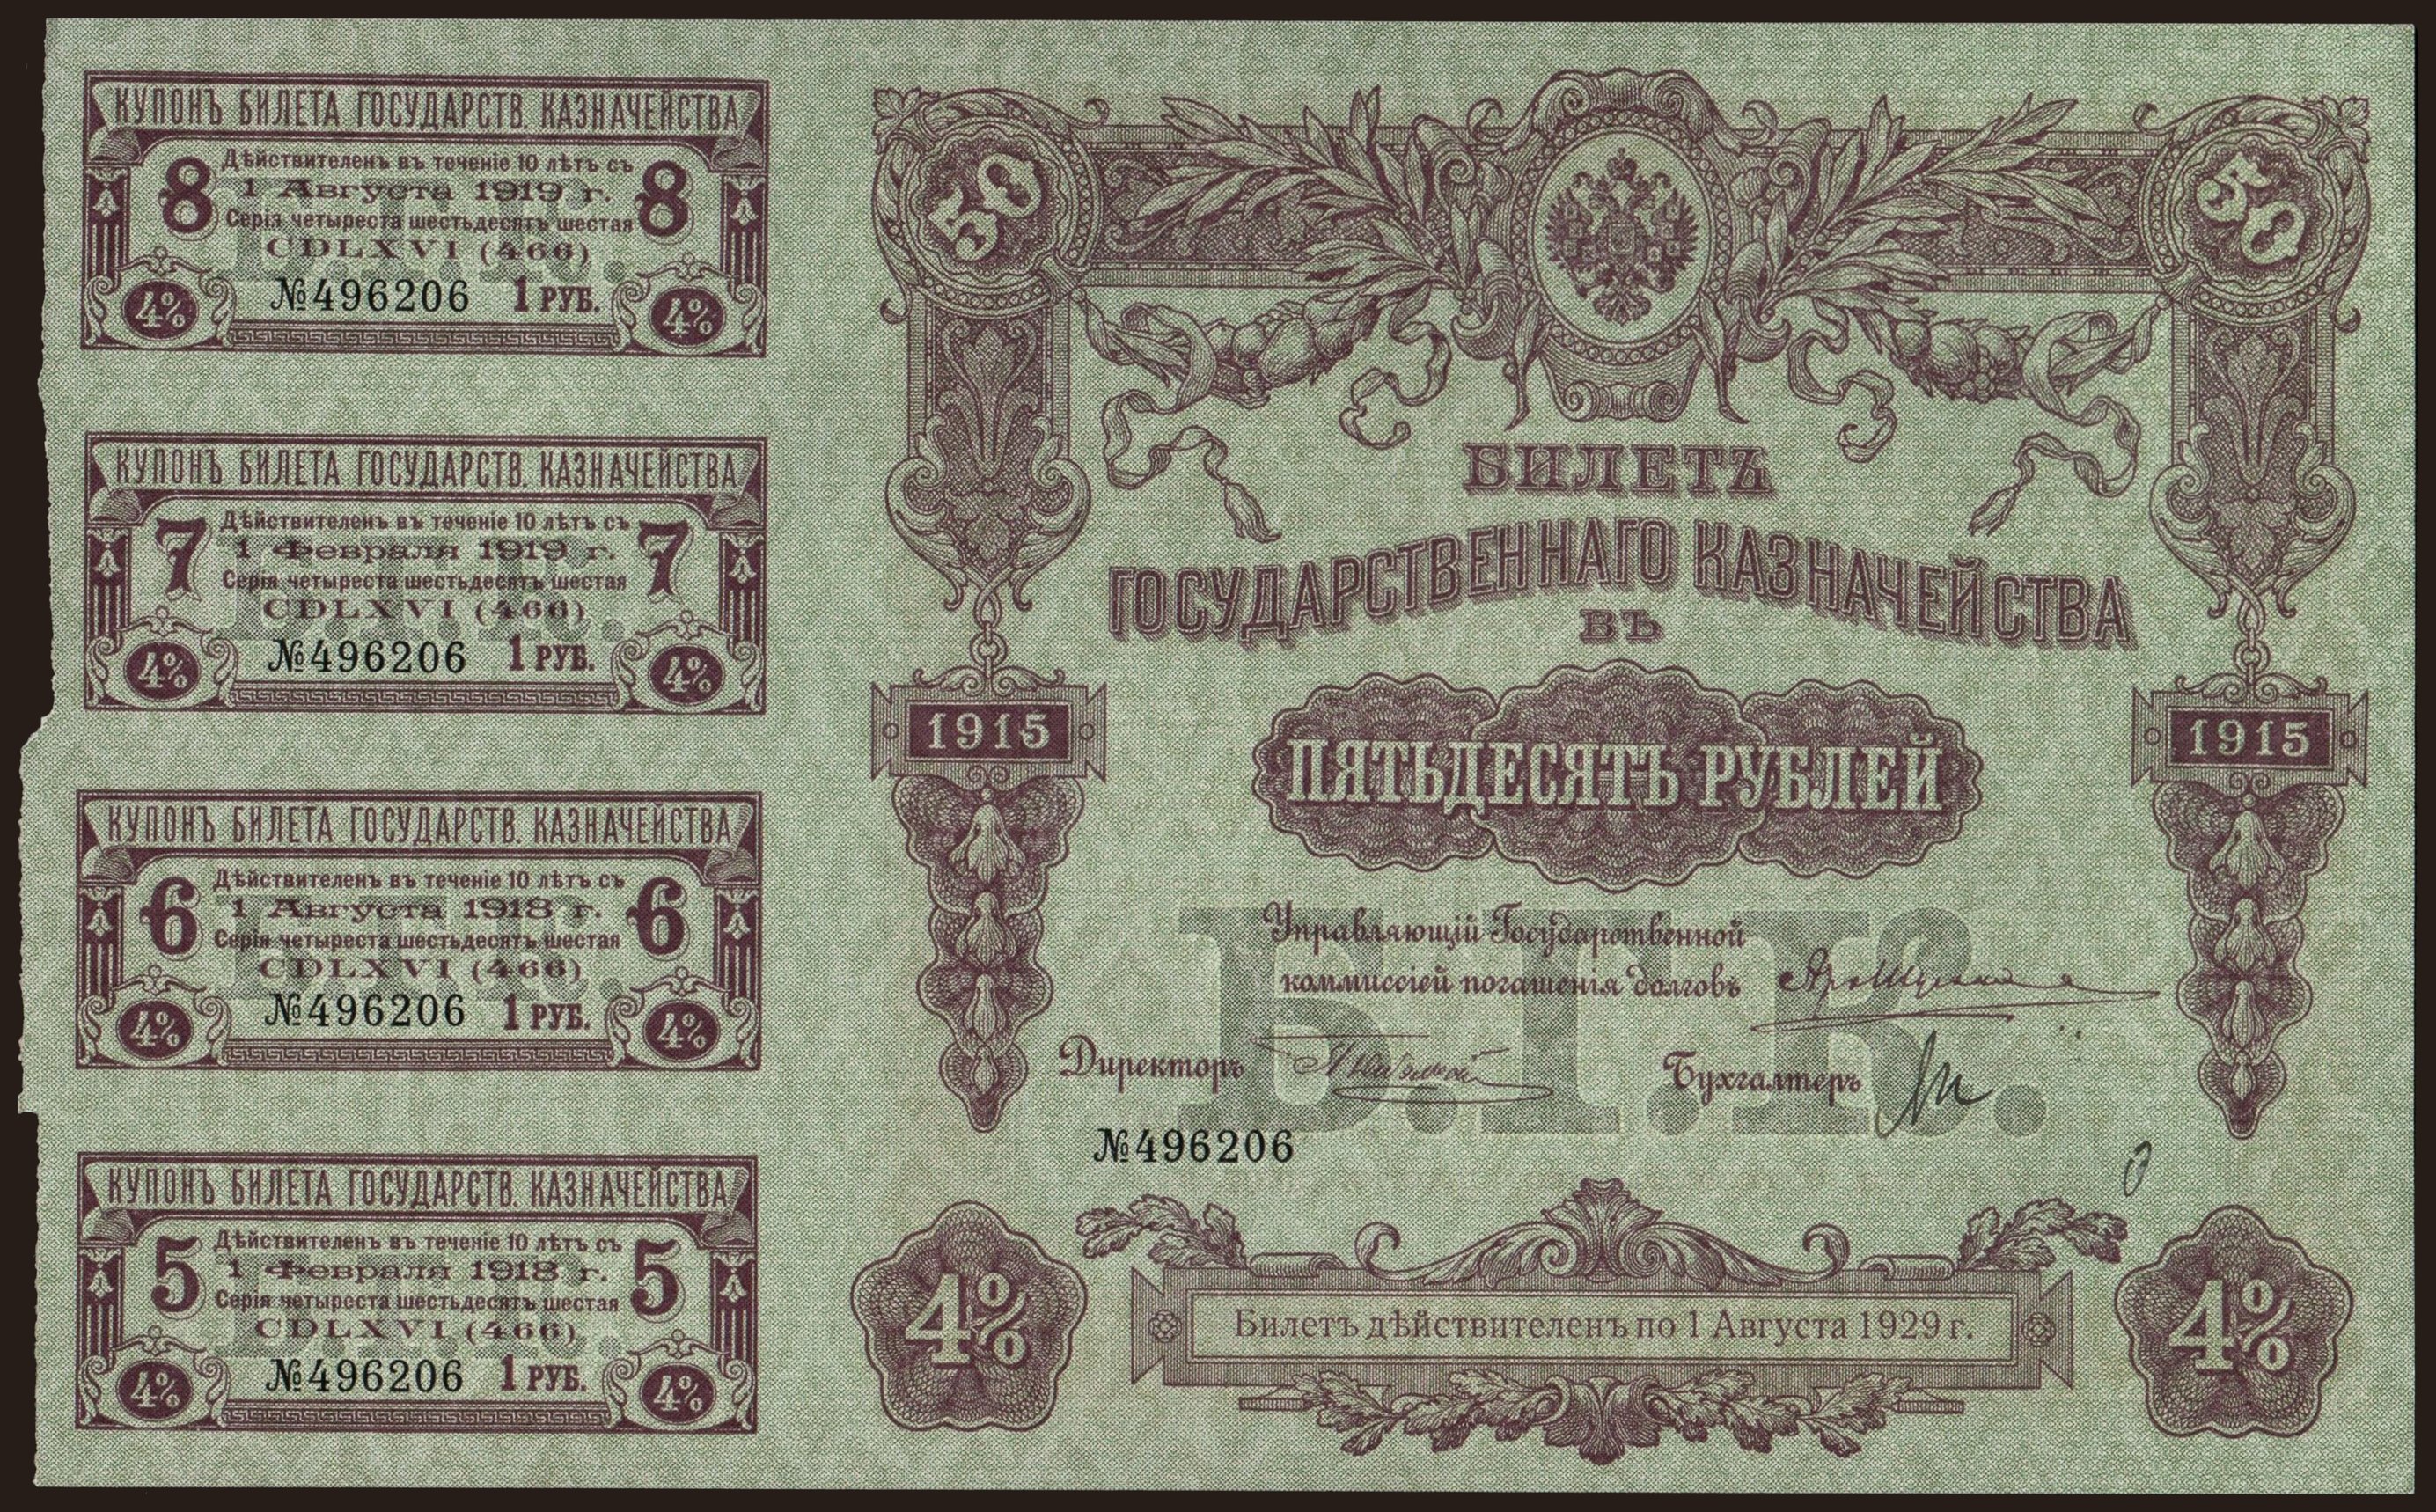 КУПОНЪ БИЛЕТА ГОСУДАРСТВ. КАЗНАЧЕЙСТВА
Дѣйствителенъ въ теченіе 10 лѣтъ съ
8 1 Августа 1919 г. 8
Серія четыреста шестьдесятъ шестая
CDLXVI (466)
№496206 1 РУБ.
4% 4%
КУПОНЪ БИЛЕТА ГОСУДАРСТВ. КАЗНАЧЕЙСТВА
Дѣйствителенъ въ теченіе 10 лѣтъ съ
7 1 Февраля 1919 г. 7
Серія четыреста шестьдесятъ шестая
CDLXVI (466)
№496206 1 РУБ.
4% 4%
КУПОНЪ БИЛЕТА ГОСУДАРСТВ. КАЗНАЧЕЙСТВА
Дѣйствителенъ въ теченіе 10 лѣтъ съ
6 1 Августа 1918 г. 6
Серія четыреста шестьдесятъ шестая
CDLXVI (466)
№496206 1 РУБ.
4% 4%
КУПОНЪ БИЛЕТА ГОСУДАРСТВ. КАЗНАЧЕЙСТВА
Дѣйствителенъ въ теченіе 10 лѣтъ съ
5 1 Февраля 1918 г. 5
Серія четыреста шестьдесятъ шестая
CDLXVI (466)
№496206 1 РУБ.
4% 4%
50 50
БИЛЕТЪ
ГОСУДАРСТВЕННАГО КАЗНАЧЕЙСТВА
ВЪ
1915 1915
ПЯТЬДЕСЯТЪ РУБЛЕЙ
Управляющій Государственной
коммиссіей погашенія долговъ
Б.Г.К.
Директоръ Бухгалтеръ
№496206
4% 4%
Билетъ дѣйствителенъ по 1 Августа 1929 г.